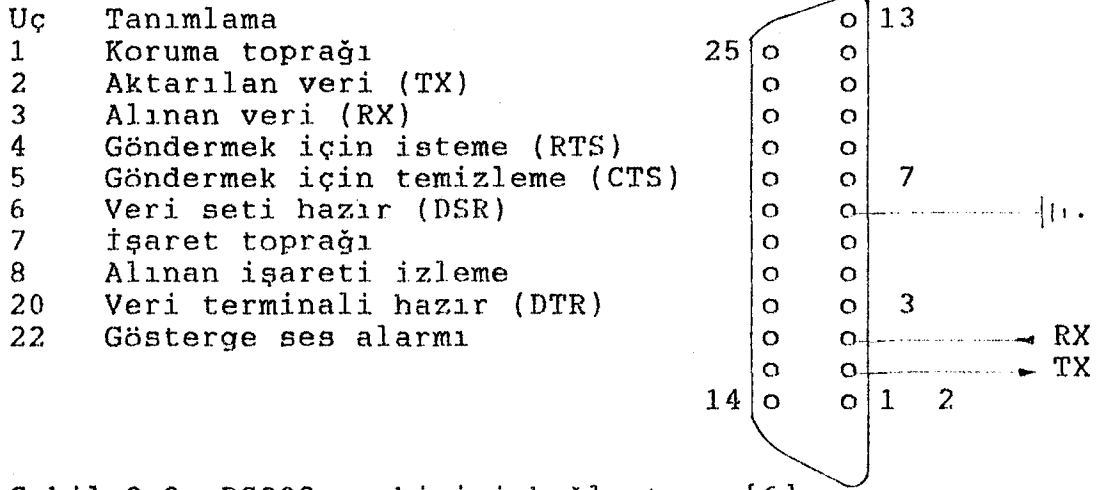 Uç Tanımlama
1 Koruma toprağı
2 Aktarılan veri (TX)
3 Alınan veri (RX)
4 Göndermek için isteme (RTS)
5 Göndermek için temizleme (CTS)
6 Veri seti hazır (DSR)
7 İşaret toprağı
8 Alınan işareti izleme
20 Veri terminali hazır (DTR)
22 Gösterge ses alarmı
13
25
7
3
RX
TX
14
1 2